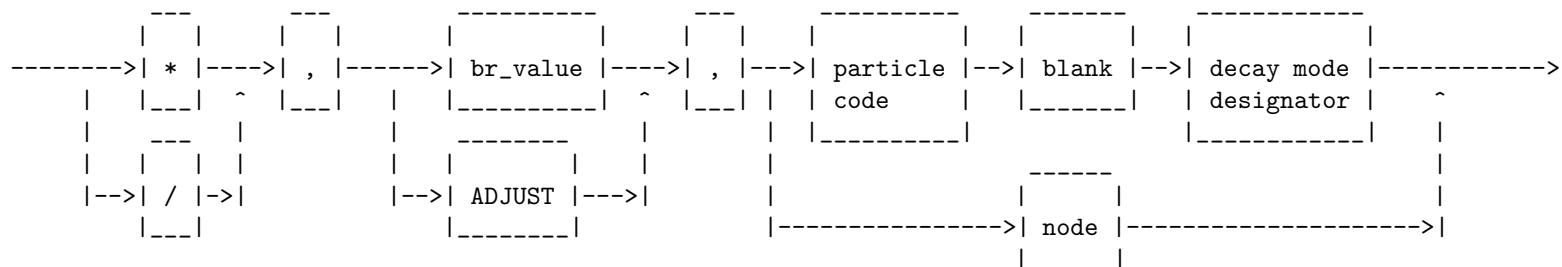 * , br_value , particle blank decay mode
code designator
/ ADJUST
node